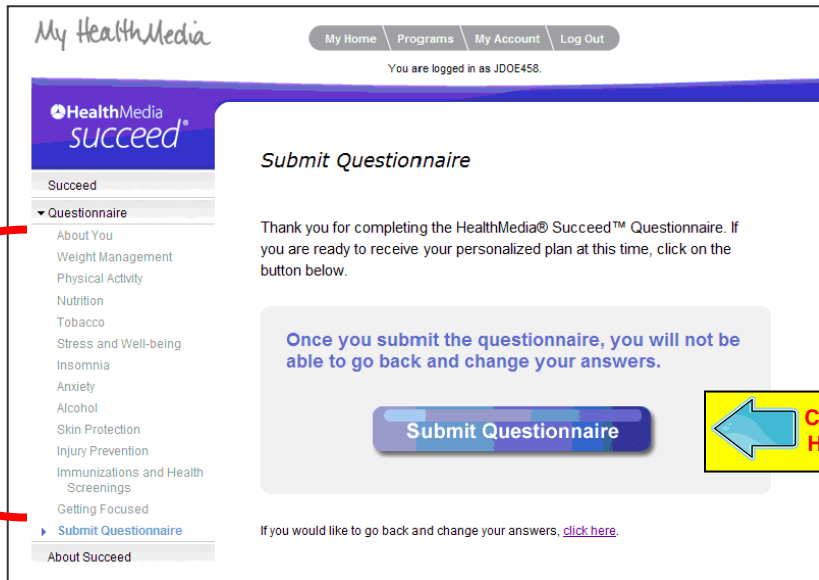 My HealthMedia
My Home Programs My Account Log Out
You are logged in as JDOE458.
HealthMedia
succeed®
Succeed
Questionnaire
About You
Weight Management
Physical Activity
Nutrition
Tobacco
Stress and Well-being
Insomnia
Anxiety
Alcohol
Skin Protection
Injury Prevention
Immunizations and Health
Screenings
Getting Focused
Submit Questionnaire
About Succeed
Submit Questionnaire
Thank you for completing the HealthMedia® Succeed™ Questionnaire. If
you are ready to receive your personalized plan at this time, click on the
button below.
Once you submit the questionnaire, you will not be
able to go back and change your answers.
Submit Questionnaire
If you would like to go back and change your answers, click here.